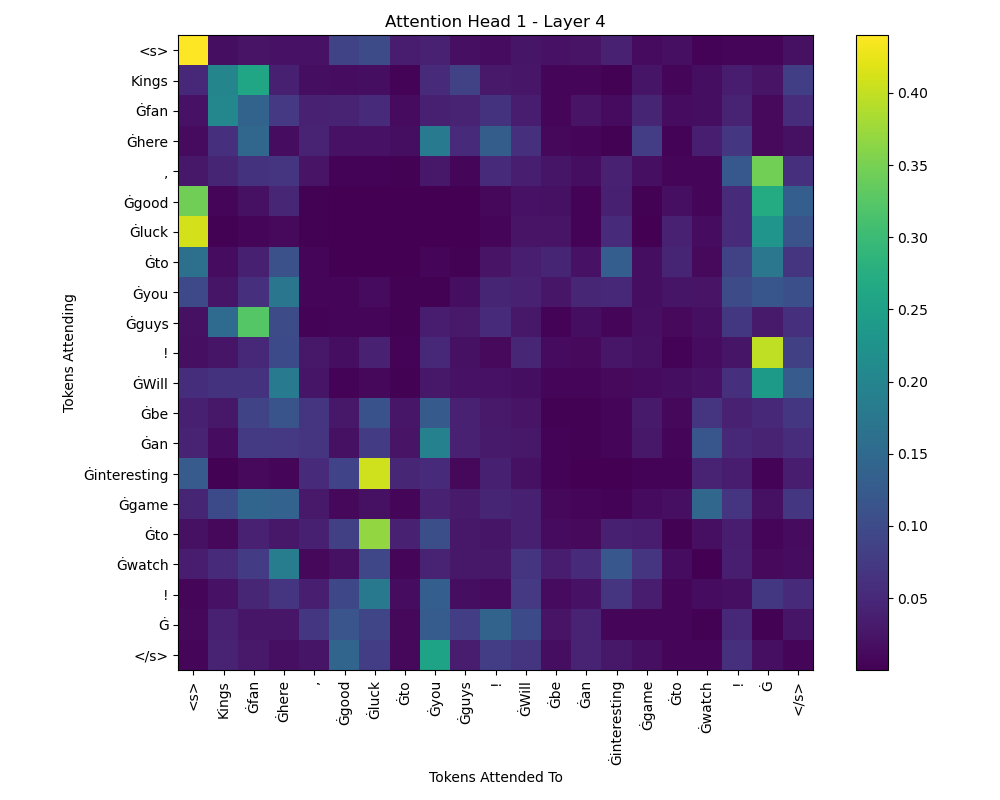 Attention Head 1 - Layer 4
Tokens Attending
<s>
Kings
Ġfan
Ġhere
,
Ġgood
Ġluck
Ġto
Ġyou
Ġguys
!
ĠWill
Ġbe
Ġan
Ġinteresting
Ġgame
Ġto
Ġwatch
!
Ġ
</s>
<s>
Kings
Ġfan
Ġhere
,
Ġgood
Ġluck
Ġto
Ġyou
Ġguys
!
ĠWill
Ġbe
Ġan
Ġinteresting
Ġgame
Ġto
Ġwatch
!
Ġ
</s>
Tokens Attended To
0.40
0.35
0.30
0.25
0.20
0.15
0.10
0.05